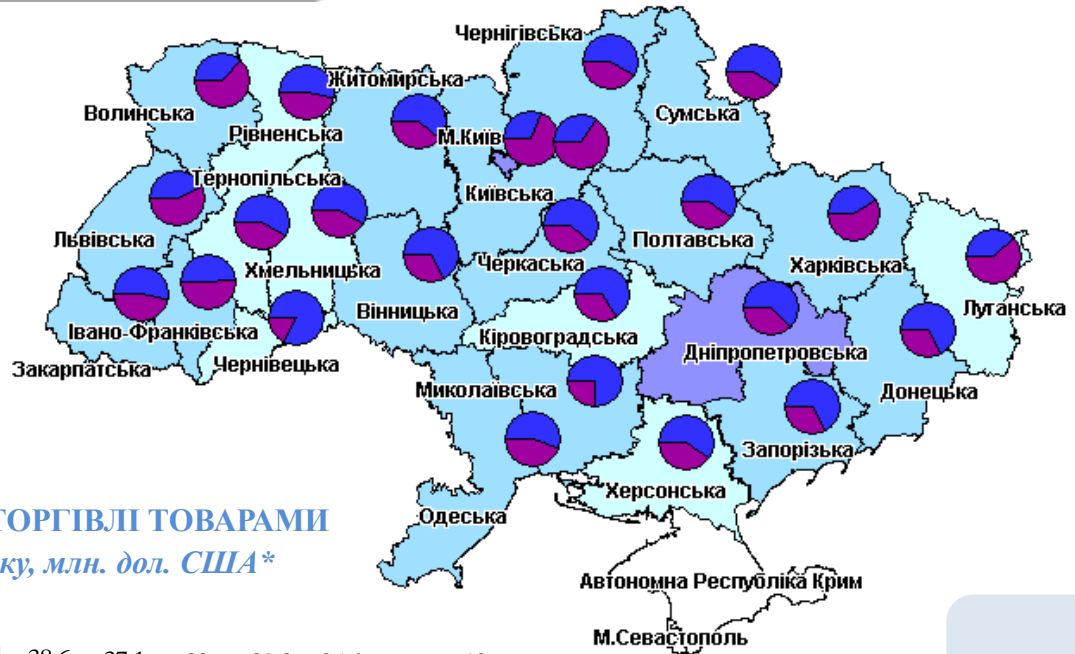 Чернігівська
Житомирська
Волинська
Сумська
Рівненська
М.Київ
Тернопільська
Київська
Львівська
Полтавська
Черкаська
Харківська
Хмельницька
Вінницька
Луганська
Івано-Франківська
Кіровоградська
Дніпропетровська
Закарпатська
Чернівецька
Миколаївська
Донецька
Запорізька
Херсонська
ТОРГІВЛІ ТОВАРАМИ
Одеська
ку, млн. дол. США*
Автономна Республіка Крим
М.Севастополь